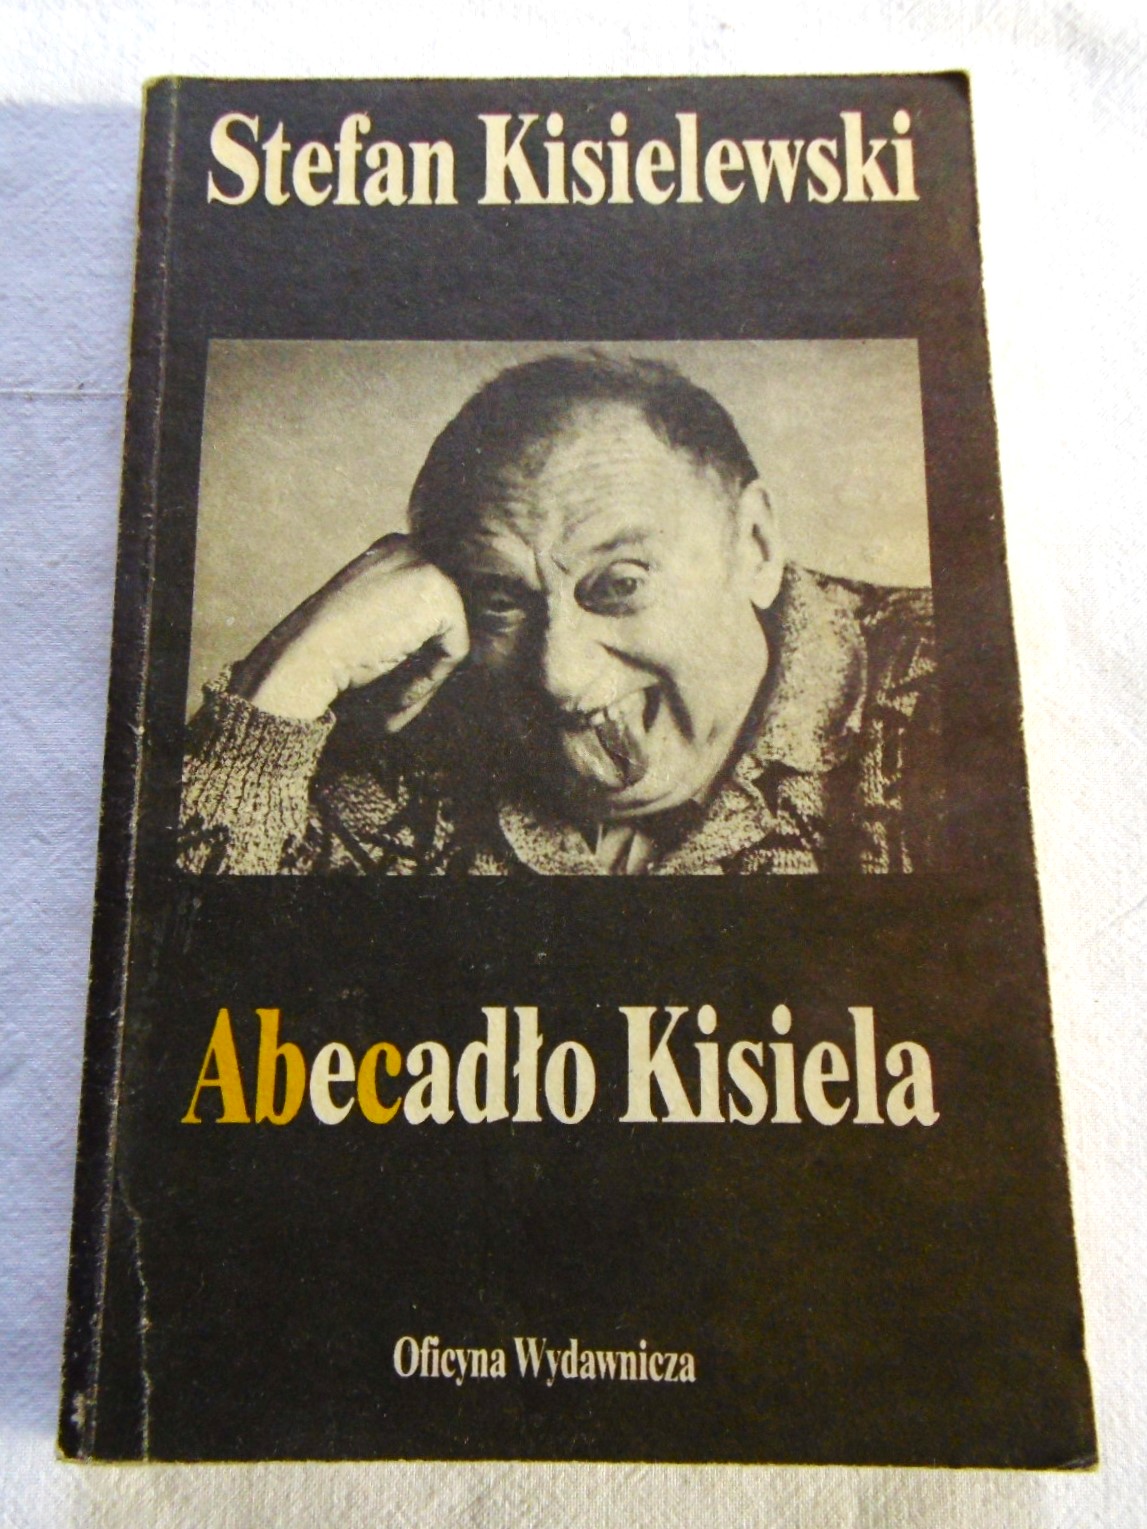 Stefan Kisielewski
Abecadło Kisiela
Oficyna Wydawnicza